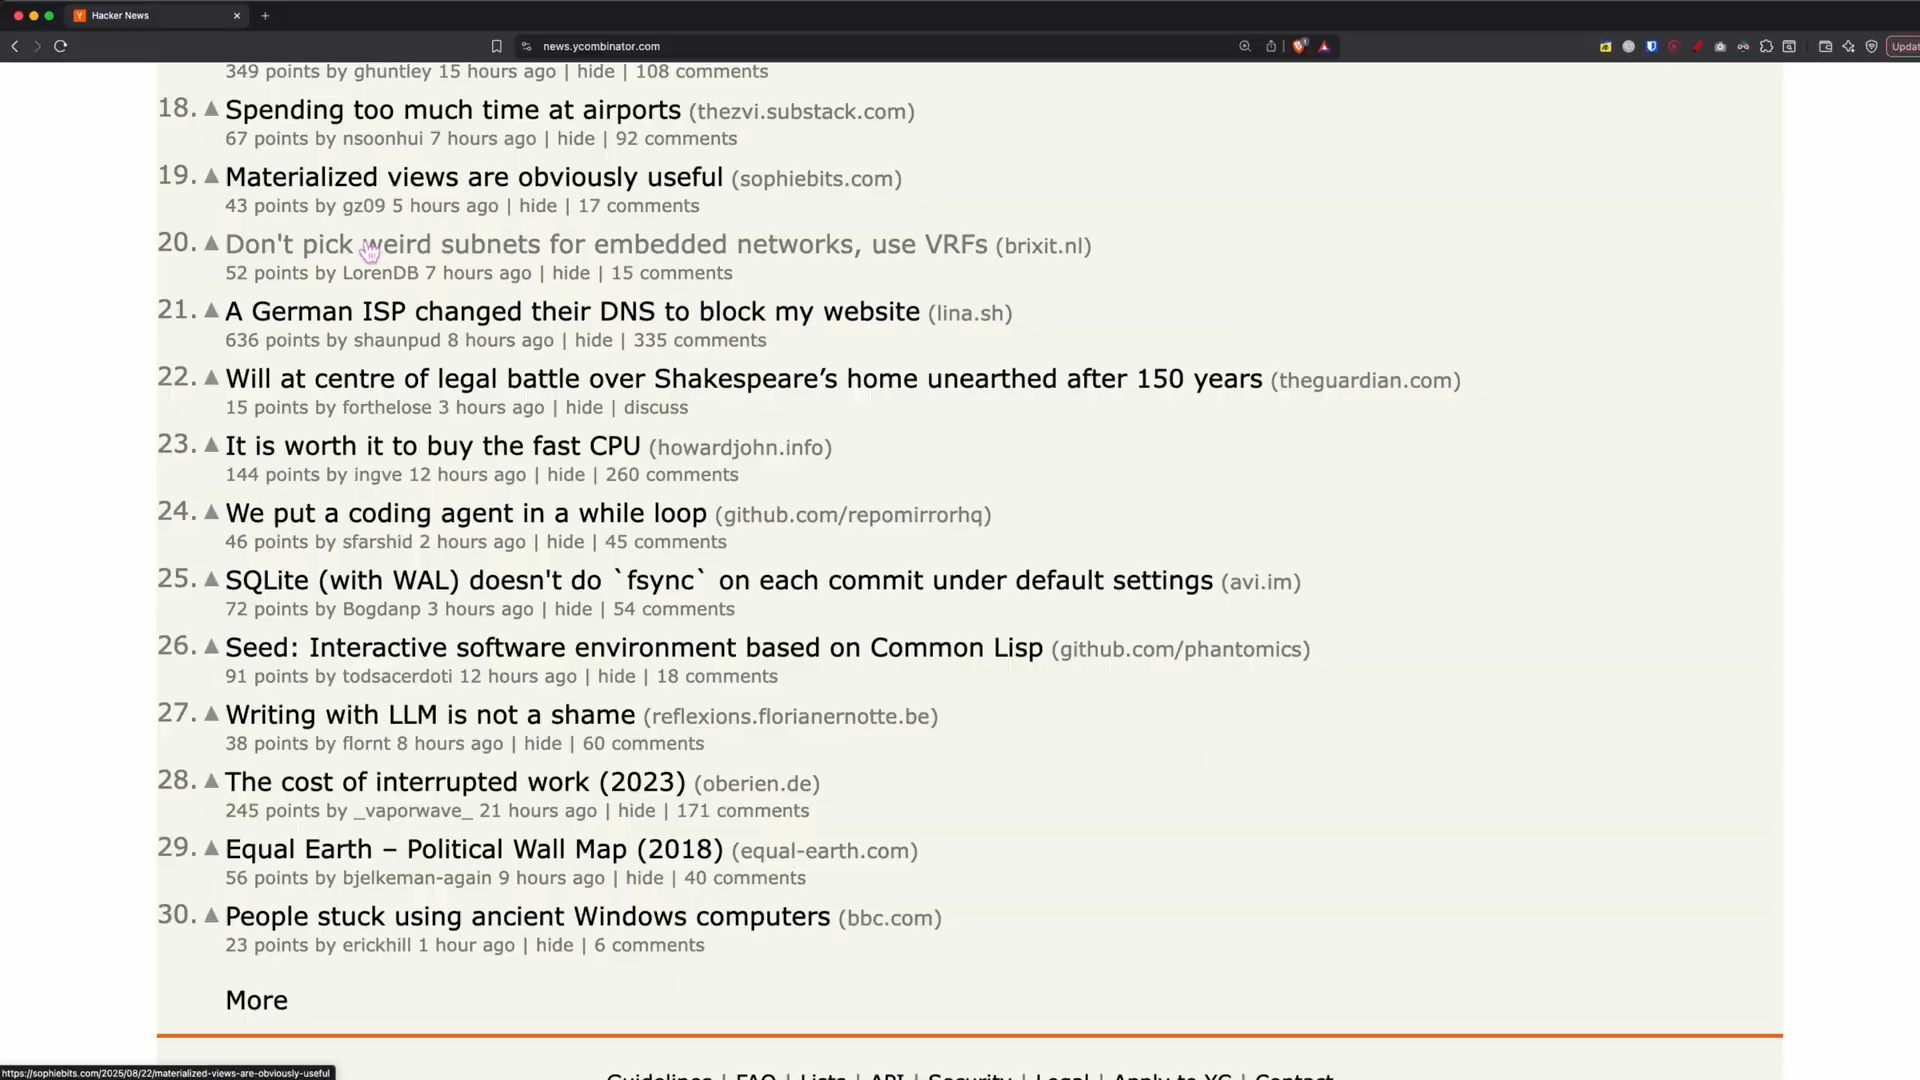 Hacker News
news.ycombinator.com
Updat
349 points by ghuntley 15 hours ago | hide | 108 comments
18. Spending too much time at airports (thezvi.substack.com)
67 points by nsoonhui 7 hours ago | hide | 92 comments
19. Materialized views are obviously useful (sophiebits.com)
43 points by gz09 5 hours ago | hide | 17 comments
20. Don't pick weird subnets for embedded networks, use VRFs (brixit.nl)
52 points by LorenDB 7 hours ago | hide | 15 comments
21. A German ISP changed their DNS to block my website (lina.sh)
636 points by shaunpud 8 hours ago | hide | 335 comments
22. Will at centre of legal battle over Shakespeare’s home unearthed after 150 years (theguardian.com)
15 points by forthelose 3 hours ago | hide | discuss
23. It is worth it to buy the fast CPU (howardjohn.info)
144 points by ingve 12 hours ago | hide | 260 comments
24. We put a coding agent in a while loop (github.com/repomirrorhq)
46 points by sfarshid 2 hours ago | hide | 45 comments
25. SQLite (with WAL) doesn't do `fsync` on each commit under default settings (avi.im)
72 points by Bogdanp 3 hours ago | hide | 54 comments
26. Seed: Interactive software environment based on Common Lisp (github.com/phantomics)
91 points by todsacerdoti 12 hours ago | hide | 18 comments
27. Writing with LLM is not a shame (reflexions.florianernotte.be)
38 points by flornt 8 hours ago | hide | 60 comments
28. The cost of interrupted work (2023) (oberien.de)
245 points by _vaporwave_ 21 hours ago | hide | 171 comments
29. Equal Earth – Political Wall Map (2018) (equal-earth.com)
56 points by bjelkeman-again 9 hours ago | hide | 40 comments
30. People stuck using ancient Windows computers (bbc.com)
23 points by erickhill 1 hour ago | hide | 6 comments
More
Guidelines | FAQ | Lists | API | Security | Legal | Apply to YC | Contact
https://sophiebits.com/2025/08/22/materialized-views-are-obviously-useful